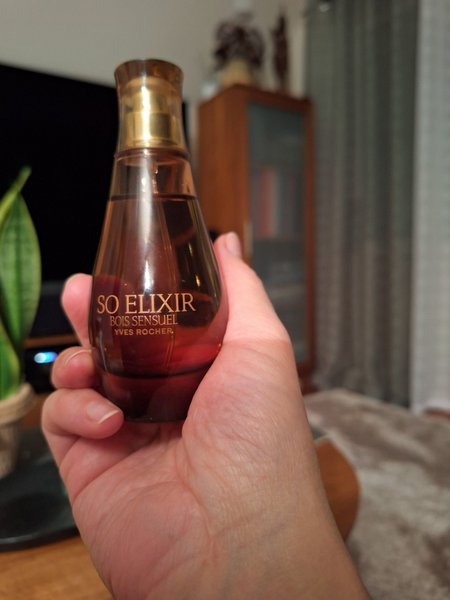 SO ELIXIR
BOIS SENSUEL
YVES ROCHER